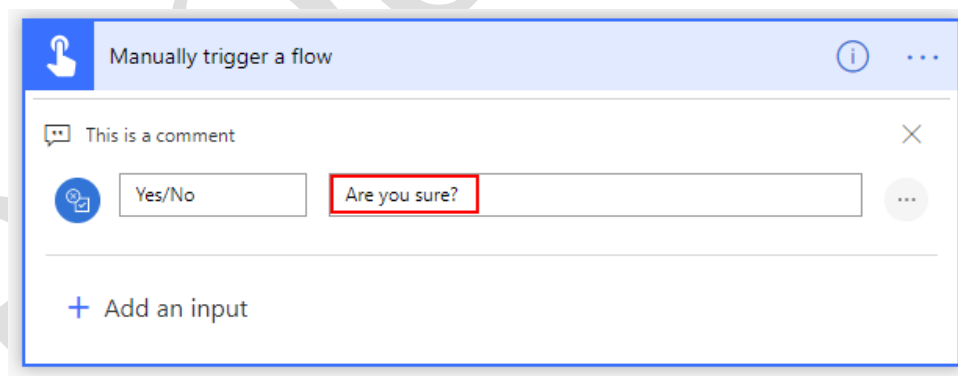 Manually trigger a flow
This is a comment
Yes/No
Are you sure?
+ Add an input